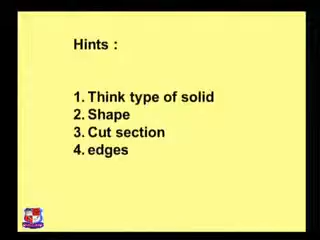 Hints :
1. Think type of solid
2. Shape
3. Cut section
4. edges